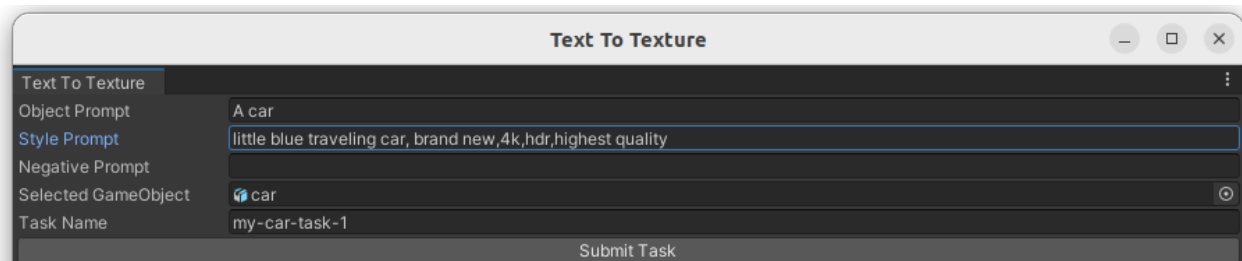 Text To Texture
Text To Texture
Object Prompt A car
Style Prompt little blue traveling car, brand new,4k,hdr,highest quality
Negative Prompt
Selected GameObject car
Task Name my-car-task-1
Submit Task